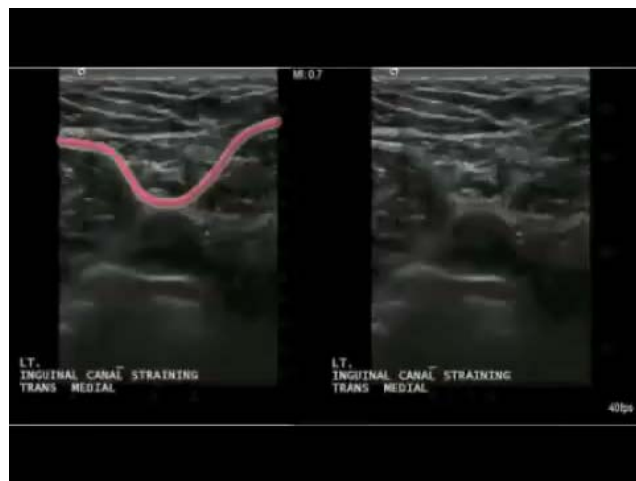 MI: 0.7
LT.
INGUINAL CANAL STRAINING
TRANS MEDIAL
LT.
INGUINAL CANAL STRAINING
TRANS MEDIAL
40fps